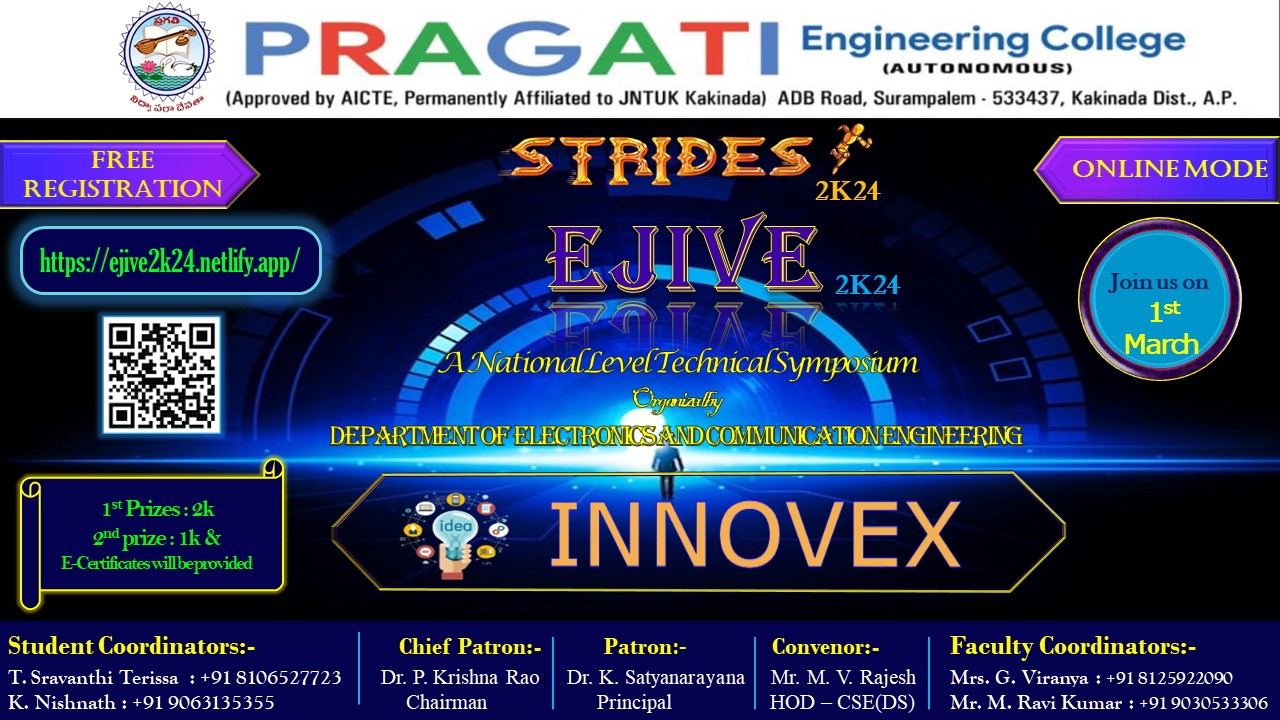 ప్రగతి
విద్యా పరా దేవతా
PRAGATI Engineering College
(AUTONOMOUS)
(Approved by AICTE, Permanently Affiliated to JNTUK Kakinada) ADB Road, Surampalem - 533437, Kakinada Dist., A.P.
FREE
REGISTRATION
STRIDES
2K24
ONLINE MODE
https://ejive2k24.netlify.app/
EJIVE
2K24
Join us on
1st
March
A National Level Technical Symposium
Organized by
DEPARTMENT OF ELECTRONICS AND COMMUNICATION ENGINEERING
1st Prizes : 2k
2nd prize : 1k &
E-Certificates will be provided
idea
INNOVEX
Student Coordinators:-
T. Sravanthi Terissa : +91 8106527723
K. Nishnath : +91 9063135355
Chief Patron:-
Dr. P. Krishna Rao
Chairman
Patron:-
Dr. K. Satyanarayana
Principal
Convenor:-
Mr. M. V. Rajesh
HOD – CSE(DS)
Faculty Coordinators:-
Mrs. G. Viranya : +91 8125922090
Mr. M. Ravi Kumar : +91 9030533306